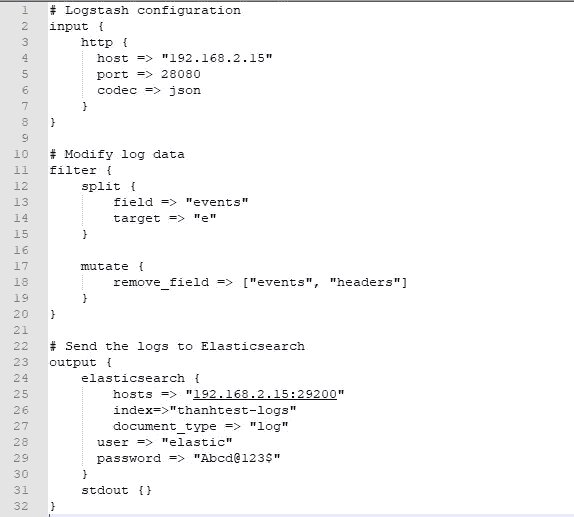 1 # Logstash configuration
2 input {
3     http {
4       host => "192.168.2.15"
5       port => 28080
6       codec => json
7     }
8 }
9
10 # Modify log data
11 filter {
12     split {
13         field => "events"
14         target => "e"
15     }
16
17     mutate {
18         remove_field => ["events", "headers"]
19     }
20 }
21
22 # Send the logs to Elasticsearch
23 output {
24     elasticsearch {
25         hosts => "192.168.2.15:29200"
26         index=>"thanhtest-logs"
27         document_type => "log"
28       user => "elastic"
29       password => "Abcd@123$"
30     }
31     stdout {}
32 }